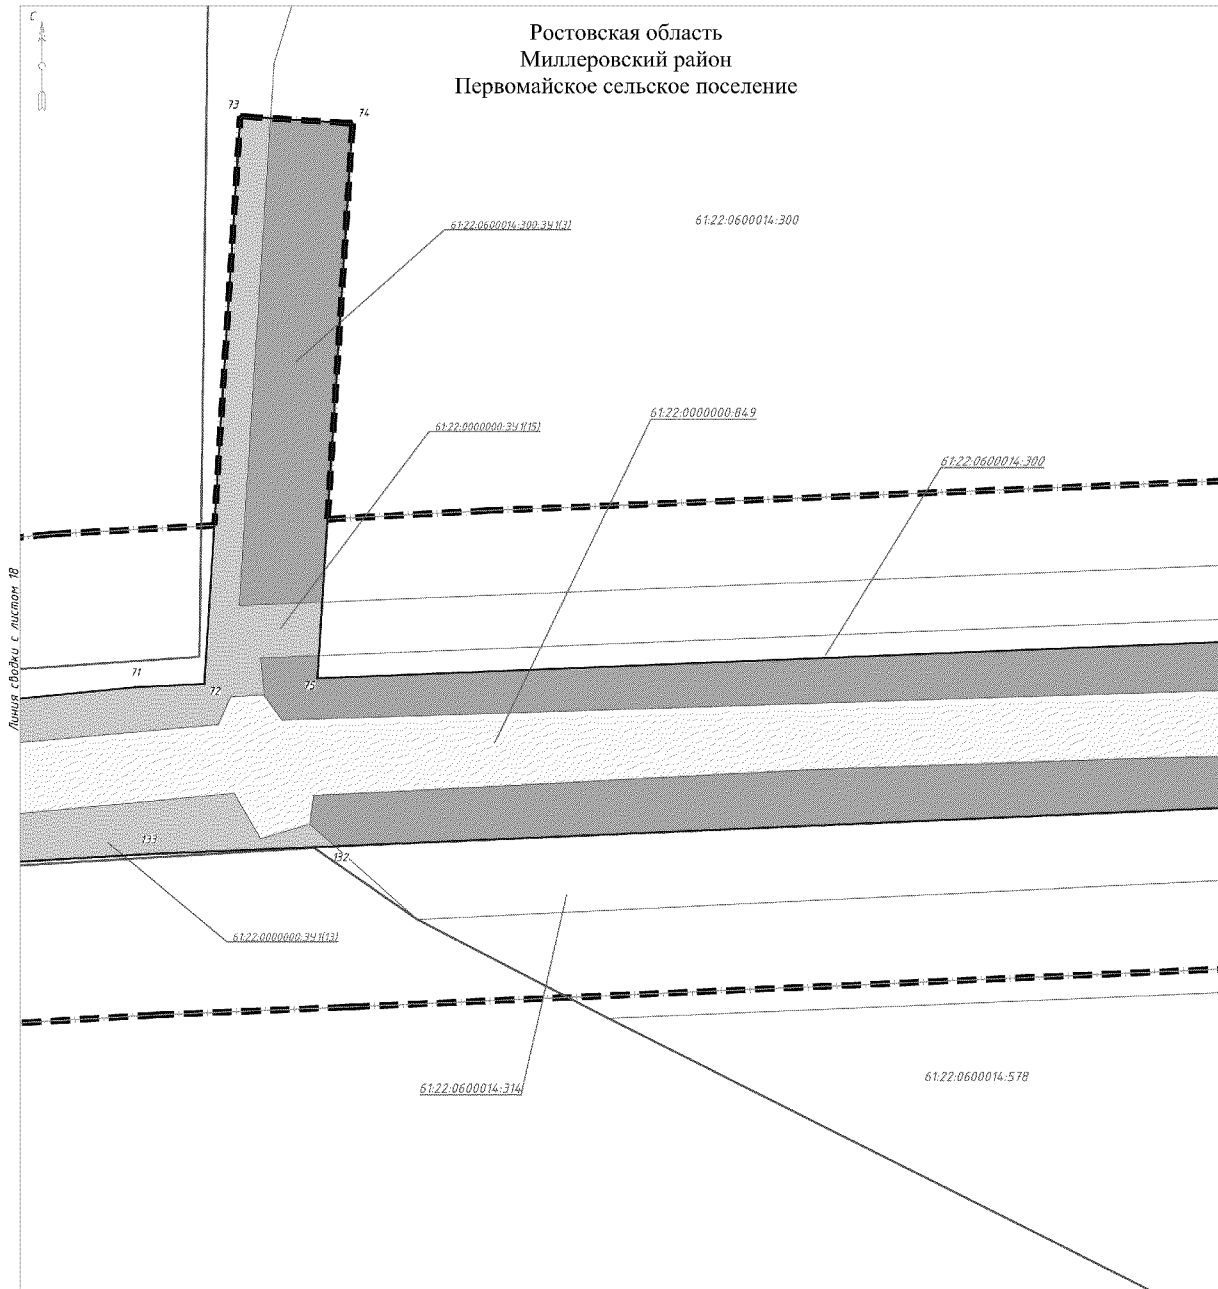 С
Ростовская область
Миллеровский район
Первомайское сельское поселение
73
74
61:22:0600014:300:ЗУ1(3)
61:22:0600014:300
61:22:0000000:ЗУ1(15)
61:22:0000000:849
61:22:0600014:300
Линия сводки с листом 18
71
72
75
133
132
61:22:0000000:ЗУ1(13)
61:22:0600014:314
61:22:0600014:578